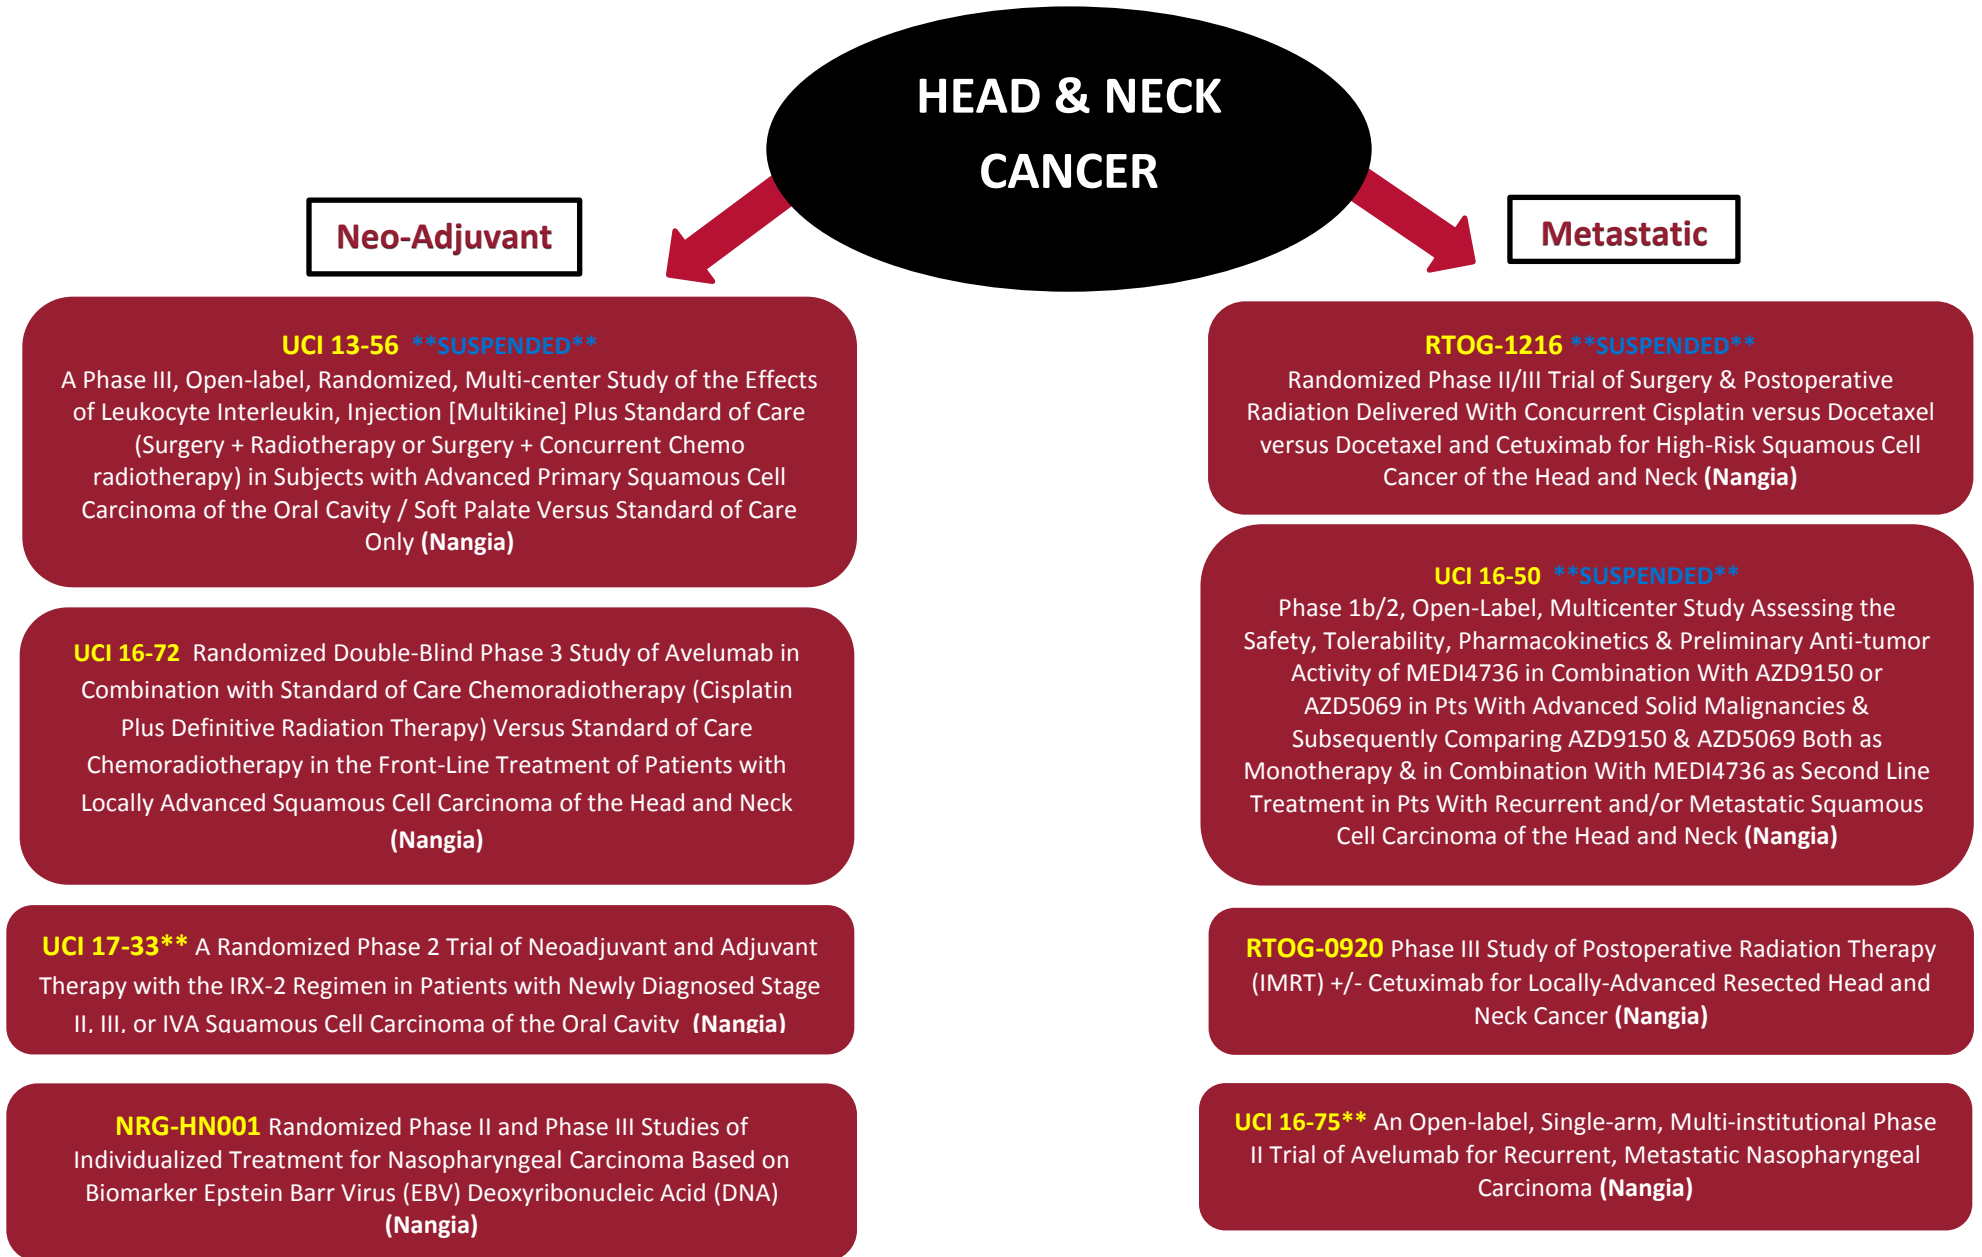 HEAD & NECK
CANCER
Neo-Adjuvant
UCI 13-56 **SUSPENDED**
A Phase III, Open-label, Randomized, Multi-center Study of the Effects
of Leukocyte Interleukin, Injection [Multikine] Plus Standard of Care
(Surgery + Radiotherapy or Surgery + Concurrent Chemo
radiotherapy) in Subjects with Advanced Primary Squamous Cell
Carcinoma of the Oral Cavity / Soft Palate Versus Standard of Care
Only (Nangia)
UCI 16-72 Randomized Double-Blind Phase 3 Study of Avelumab in
Combination with Standard of Care Chemoradiotherapy (Cisplatin
Plus Definitive Radiation Therapy) Versus Standard of Care
Chemoradiotherapy in the Front-Line Treatment of Patients with
Locally Advanced Squamous Cell Carcinoma of the Head and Neck
(Nangia)
UCI 17-33** A Randomized Phase 2 Trial of Neoadjuvant and Adjuvant
Therapy with the IRX-2 Regimen in Patients with Newly Diagnosed Stage
II, III, or IVA Squamous Cell Carcinoma of the Oral Cavity (Nangia)
NRG-HN001 Randomized Phase II and Phase III Studies of
Individualized Treatment for Nasopharyngeal Carcinoma Based on
Biomarker Epstein Barr Virus (EBV) Deoxyribonucleic Acid (DNA)
(Nangia)
Metastatic
RTOG-1216 **SUSPENDED**
Randomized Phase II/III Trial of Surgery & Postoperative
Radiation Delivered With Concurrent Cisplatin versus Docetaxel
versus Docetaxel and Cetuximab for High-Risk Squamous Cell
Cancer of the Head and Neck (Nangia)
UCI 16-50 **SUSPENDED**
Phase 1b/2, Open-Label, Multicenter Study Assessing the
Safety, Tolerability, Pharmacokinetics & Preliminary Anti-tumor
Activity of MEDI4736 in Combination With AZD9150 or
AZD5069 in Pts With Advanced Solid Malignancies &
Subsequently Comparing AZD9150 & AZD5069 Both as
Monotherapy & in Combination With MEDI4736 as Second Line
Treatment in Pts With Recurrent and/or Metastatic Squamous
Cell Carcinoma of the Head and Neck (Nangia)
RTOG-0920 Phase III Study of Postoperative Radiation Therapy
(IMRT) +/- Cetuximab for Locally-Advanced Resected Head and
Neck Cancer (Nangia)
UCI 16-75** An Open-label, Single-arm, Multi-institutional Phase
II Trial of Avelumab for Recurrent, Metastatic Nasopharyngeal
Carcinoma (Nangia)